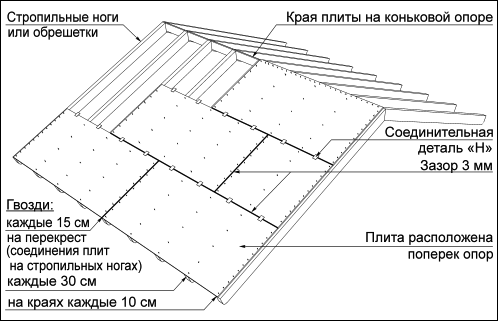 Стропильные ноги
или обрешетки
Края плиты на коньковой опоре
Соединительная
деталь «Н»
Зазор 3 мм
Гвозди:
каждые 15 см
на перекрест
(соединения плит
на стропильных ногах)
каждые 30 см
на краях каждые 10 см
Плита расположена
поперек опор